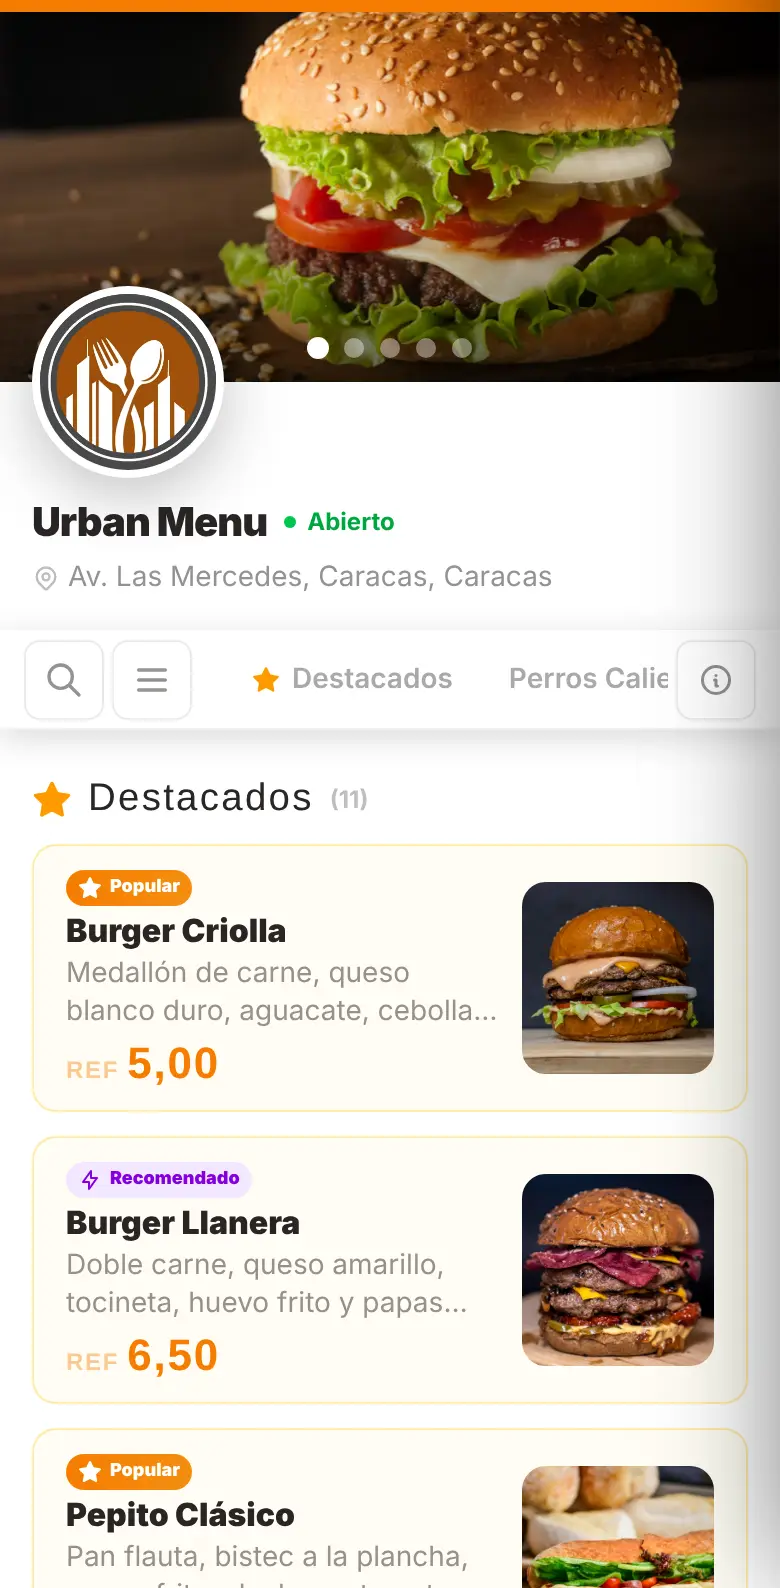 Urban Menu Abierto
Av. Las Mercedes, Caracas, Caracas
Destacados Perros Calie
Destacados (11)
Popular
Burger Criolla
Medallón de carne, queso
blanco duro, aguacate, cebolla...
REF 5,00
Recomendado
Burger Llanera
Doble carne, queso amarillo,
tocineta, huevo frito y papas...
REF 6,50
Popular
Pepito Clásico
Pan flauta, bistec a la plancha,